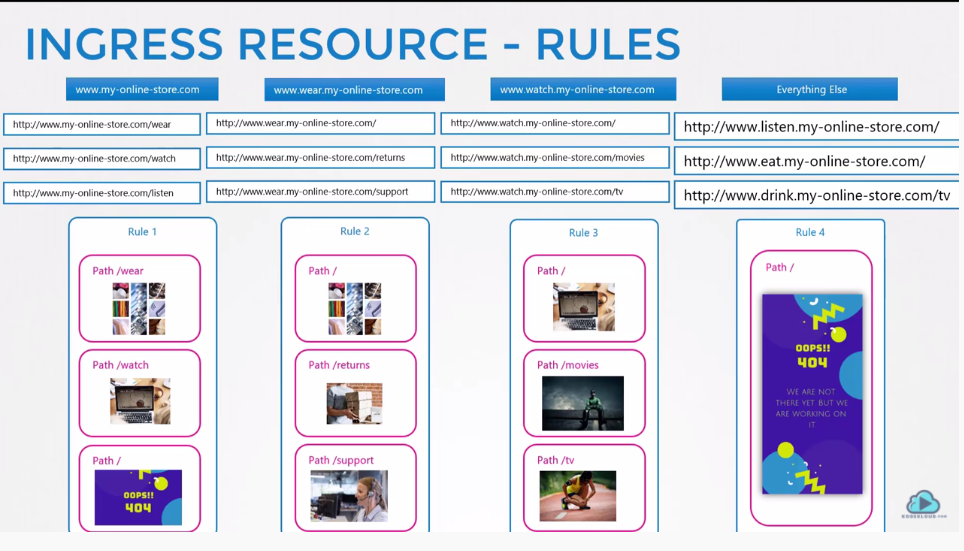 INGRESS RESOURCE - RULES
www.my-online-store.com
www.wear.my-online-store.com
www.watch.my-online-store.com
Everything Else
http://www.my-online-store.com/wear
http://www.wear.my-online-store.com/
http://www.watch.my-online-store.com/
http://www.listen.my-online-store.com/
http://www.my-online-store.com/watch
http://www.wear.my-online-store.com/returns
http://www.watch.my-online-store.com/movies
http://www.eat.my-online-store.com/
http://www.my-online-store.com/listen
http://www.wear.my-online-store.com/support
http://www.watch.my-online-store.com/tv
http://www.drink.my-online-store.com/tv
Rule 1
Path /wear
Path /watch
Path /
OOPS!!
404
Rule 2
Path /
Path /returns
Path /support
Rule 3
Path /
Path /movies
Path /tv
Rule 4
Path /
OOPS!!
404
WE ARE NOT
THERE YET BUT WE
ARE WORKING ON
IT
KODEKLOUD.COM